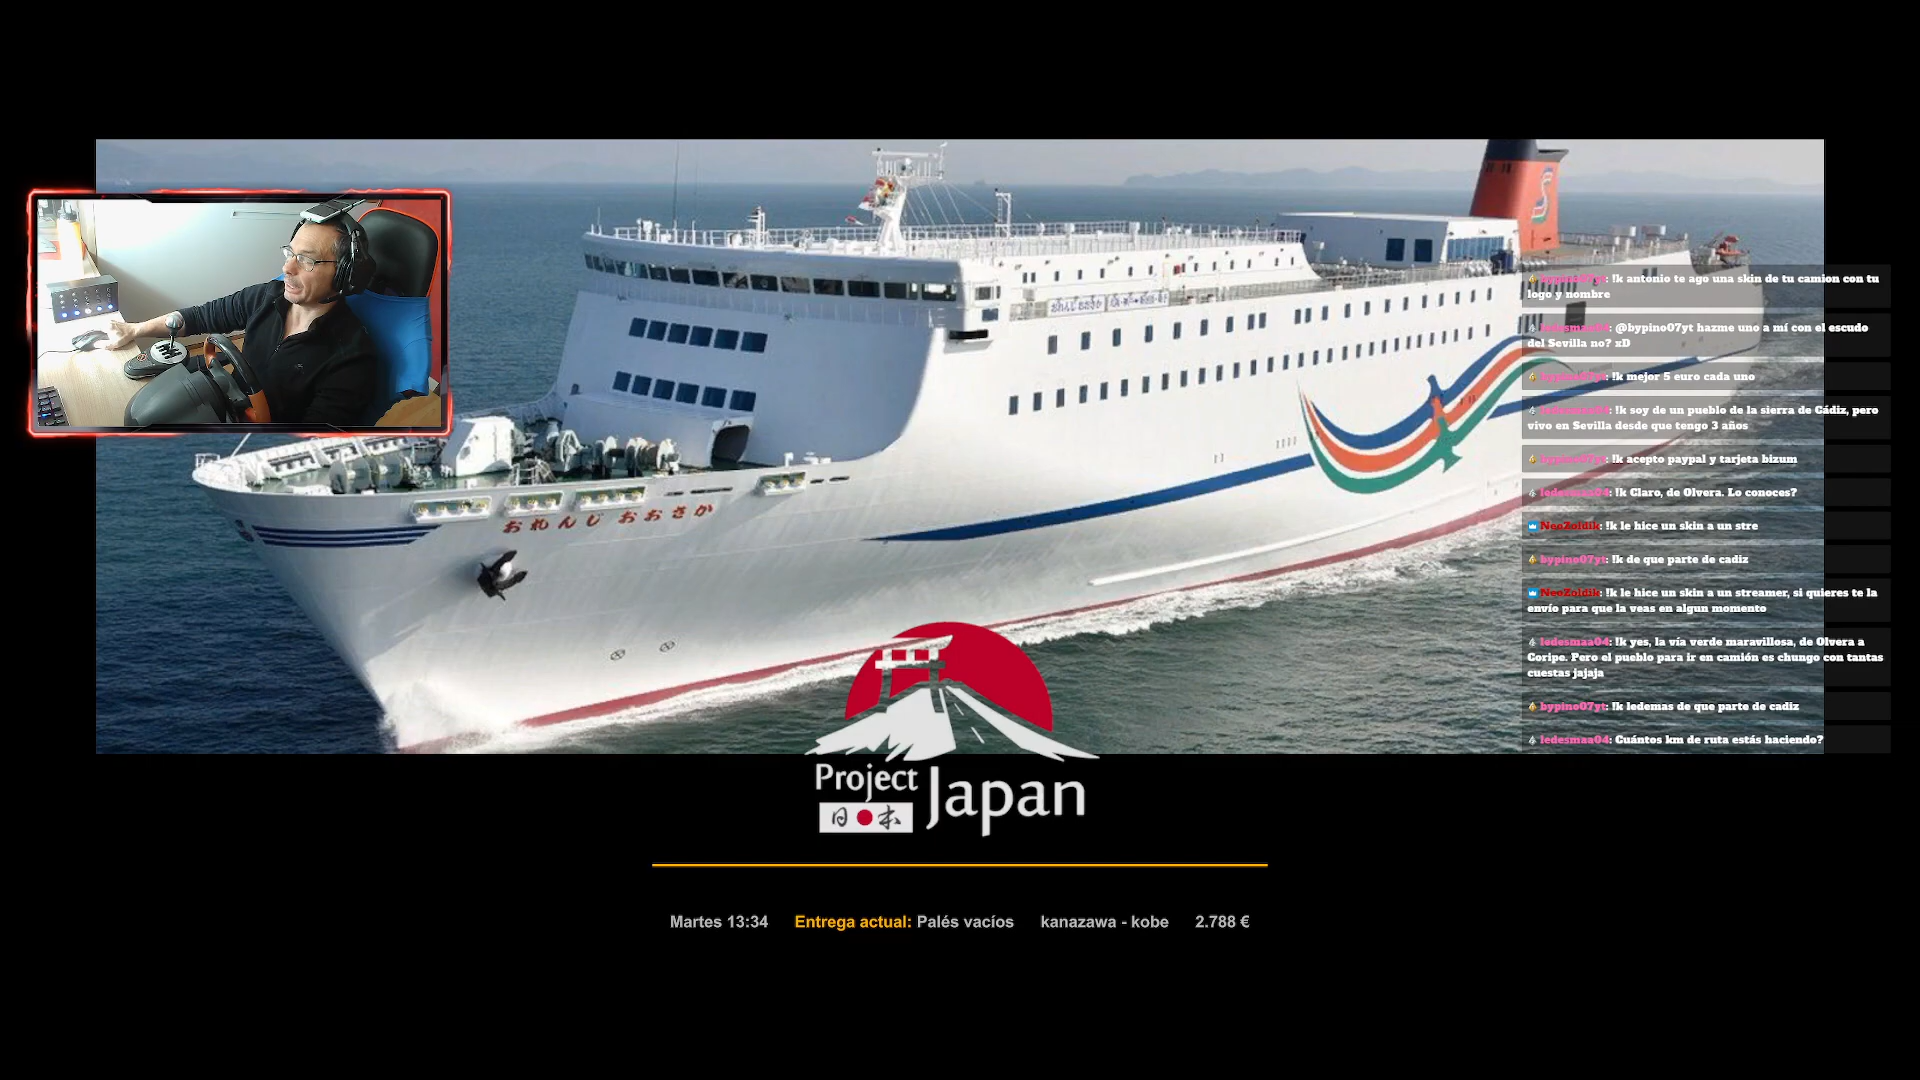 おれんじ おおさか
bypino07yt: !k antonio te ago una skin de tu camion con tu
logo y nombre
ledesmaa04: @bypino07yt hazme uno a mí con el escudo
del Sevilla no? xD
bypino07yt: !k mejor 5 euro cada uno
ledesmaa04: !k soy de un pueblo de la sierra de Cádiz, pero
vivo en Sevilla desde que tengo 3 años
bypino07yt: !k acepto paypal y tarjeta bizum
ledesmaa04: !k Claro, de Olvera. Lo conoces?
NeoZoldik: !k le hice un skin a un stre
bypino07yt: !k de que parte de cadiz
NeoZoldik: !k le hice un skin a un streamer, si quieres te la
envío para que la veas en algun momento
ledesmaa04: !k yes, la vía verde maravillosa, de Olvera a
Coripe. Pero el pueblo para ir en camión es chungo con tantas
cuestas jajaja
bypino07yt: !k ledemas de que parte de cadiz
ledesmaa04: Cuántos km de ruta estás haciendo?
Project
Japan
日本
Martes 13:34 Entrega actual: Palés vacíos kanazawa - kobe 2.788 €